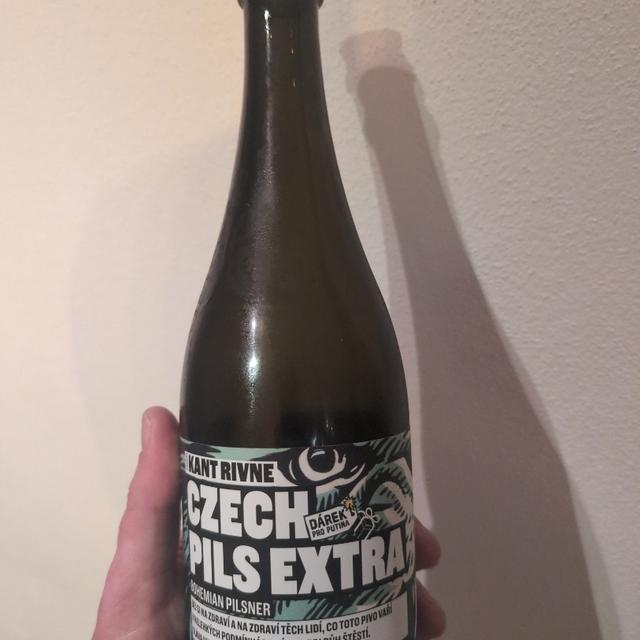 KANT RIVNE
CZECH
DÁREK
PRO PUTINA
PILS EXTRA
BOHEMIAN PILSNER
NA ZDRAVÍ A NA ZDRAVÍ TĚCH LIDÍ, CO TOTO PIVO VAŘÍ
ŠTĚSTÍ.